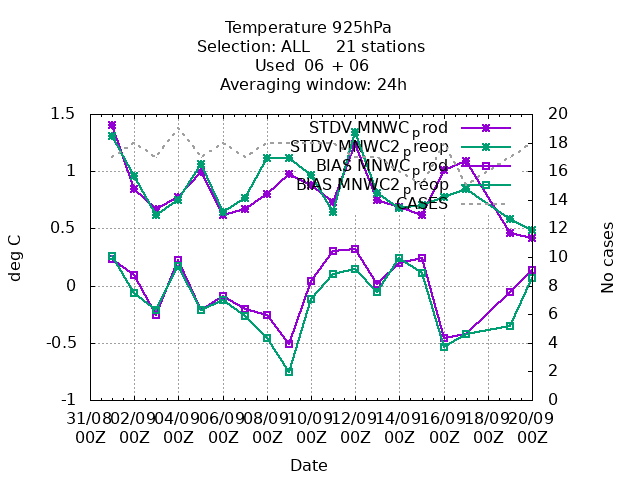 Temperature 925hPa
Selection: ALL 21 stations
Used 06 + 06
Averaging window: 24h
1.5
1
0.5
0
-0.5
-1
deg C
20
18
16
14
12
10
8
6
4
2
0
No cases
STDV MNWC_prod
STDV MNWC2_preop
BIAS MNWC_prod
BIAS MNWC2_preop
CASES
31/08 02/09 04/09 06/09 08/09 10/09 12/09 14/09 16/09 18/09 20/09
00Z 00Z 00Z 00Z 00Z 00Z 00Z 00Z 00Z 00Z 00Z
Date